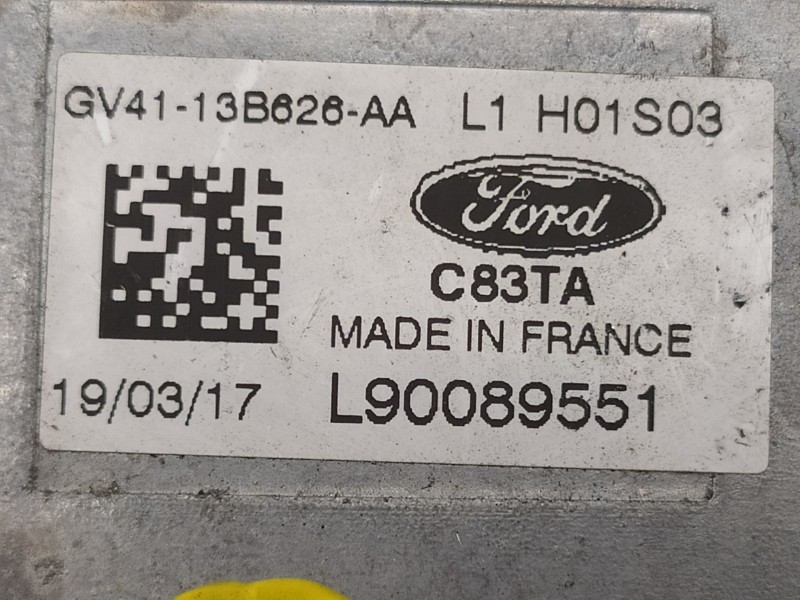 GV41-13B626-AA L1 H01S03
Ford
C83TA
MADE IN FRANCE
19/03/17 L90089551